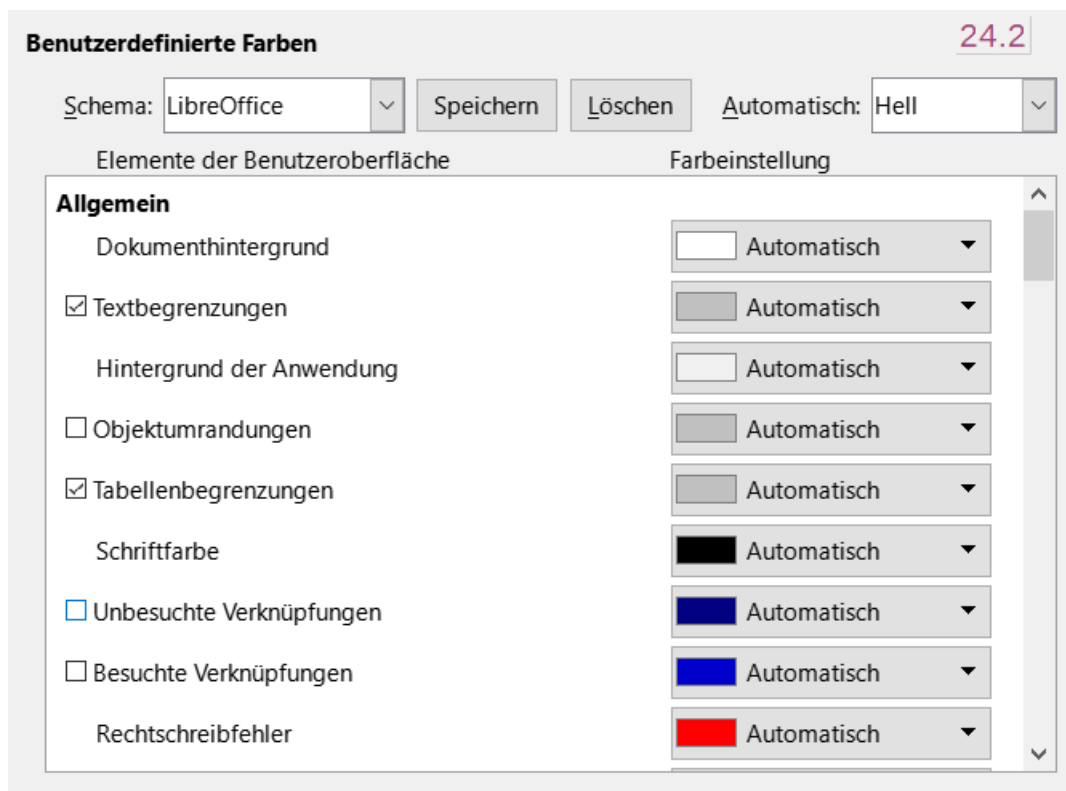 Benutzerdefinierte Farben 24.2
Schema: LibreOffice Speichern Löschen Automatisch: Hell
Elemente der Benutzeroberfläche Farbeinstellung
Allgemein
Dokumenthintergrund Automatisch
Textbegrenzungen Automatisch
Hintergrund der Anwendung Automatisch
Objektumrandungen Automatisch
Tabellenbegrenzungen Automatisch
Schriftfarbe Automatisch
Unbesuchte Verknüpfungen Automatisch
Besuchte Verknüpfungen Automatisch
Rechtschreibfehler Automatisch